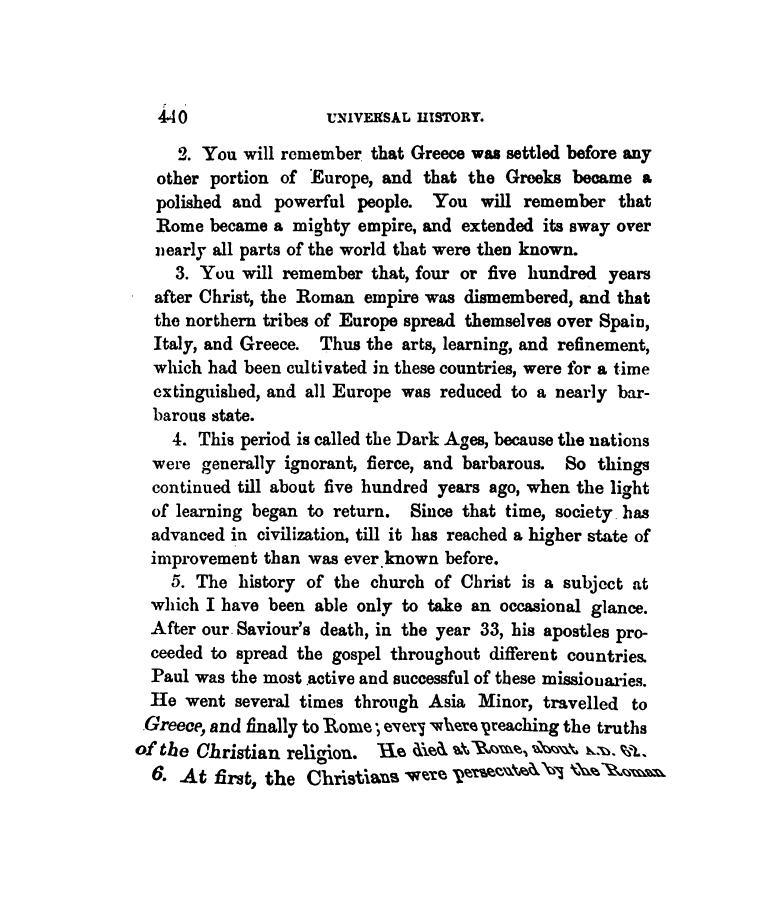 440 UNIVERSAL HISTORY.
2. You will remember that Greece was settled before any
other portion of Europe, and that the Greeks became a
polished and powerful people. You will remember that
Rome became a mighty empire, and extended its sway over
nearly all parts of the world that were then known.
3. You will remember that, four or five hundred years
after Christ, the Roman empire was dismembered, and that
the northern tribes of Europe spread themselves over Spain,
Italy, and Greece. Thus the arts, learning, and refinement,
which had been cultivated in these countries, were for a time
extinguished, and all Europe was reduced to a nearly bar-
barous state.
4. This period is called the Dark Ages, because the nations
were generally ignorant, fierce, and barbarous. So things
continued till about five hundred years ago, when the light
of learning began to return. Since that time, society has
advanced in civilization, till it has reached a higher state of
improvement than was ever known before.
5. The history of the church of Christ is a subject at
which I have been able only to take an occasional glance.
After our Saviour's death, in the year 33, his apostles pro-
ceeded to spread the gospel throughout different countries.
Paul was the most active and successful of these missionaries.
He went several times through Asia Minor, travelled to
Greece, and finally to Rome; every where preaching the truths
of the Christian religion. He died at Rome, about A.D. 62.
6. At first, the Christians were persecuted by the Roman